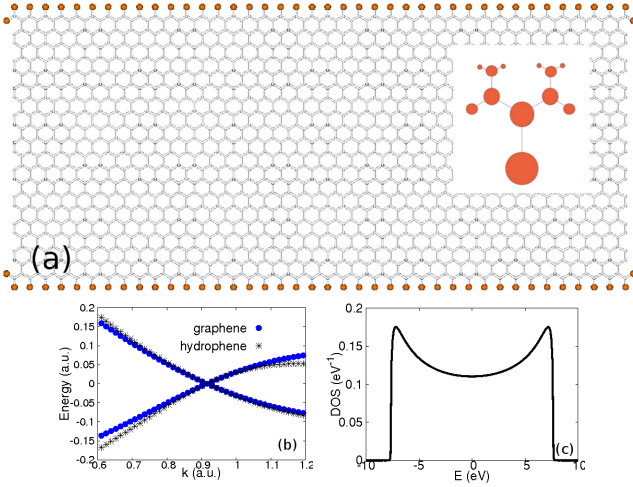 (a)
0.2
0.15
0.1
0.05
0
-0.05
-0.1
-0.15
-0.2
Energy (a.u.)
graphene
hydrophene
(b)
0.6 0.7 0.8 0.9 1 1.1 1.2
k (a.u.)
0.2
0.15
0.1
0.05
0
DOS (eV⁻¹)
(c)
-10 -5 0 5 10
E (eV)